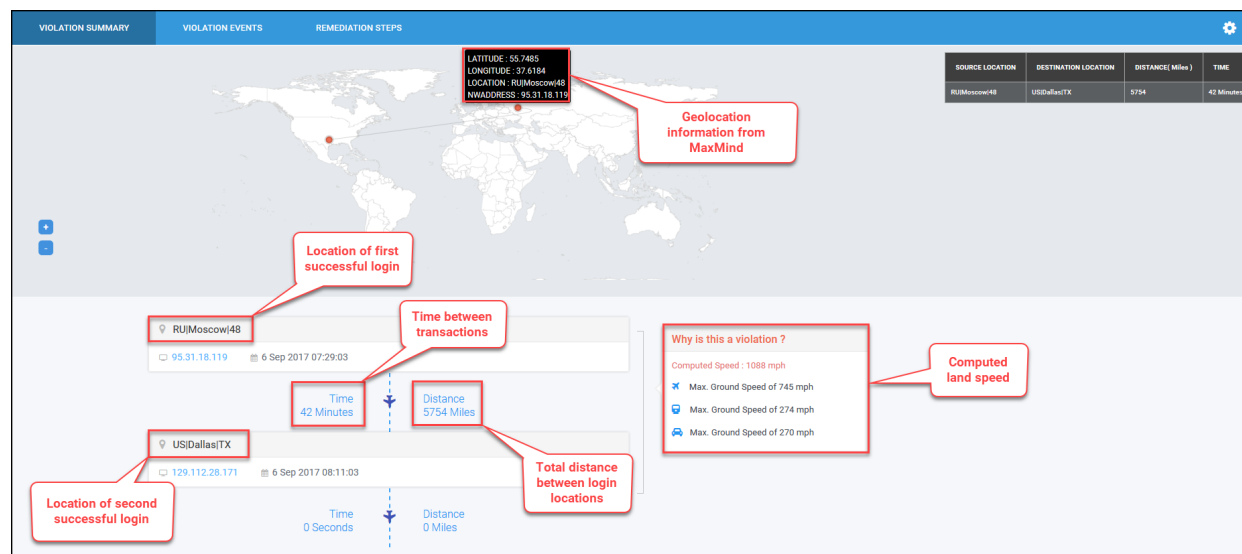 VIOLATION SUMMARY VIOLATION EVENTS REMEDIATION STEPS
LATITUDE : 55.7485
LONGITUDE : 37.6184
LOCATION : RU|Moscow|48
NWADDRESS : 95.31.18.119
SOURCE LOCATION DESTINATION LOCATION DISTANCE( Miles ) TIME
RU|Moscow|48 US|Dallas|TX 5754 42 Minutes
Geolocation
information from
MaxMind
+
-
Location of first
successful login
Time between
transactions
RU|Moscow|48
95.31.18.119 6 Sep 2017 07:29:03
Time Distance
42 Minutes 5754 Miles
Why is this a violation ?
Computed Speed : 1088 mph
Max. Ground Speed of 745 mph
Max. Ground Speed of 274 mph
Max. Ground Speed of 270 mph
Computed
land speed
US|Dallas|TX
129.112.28.171 6 Sep 2017 08:11:03
Total distance
between login
locations
Location of second
successful login
Time Distance
0 Seconds 0 Miles